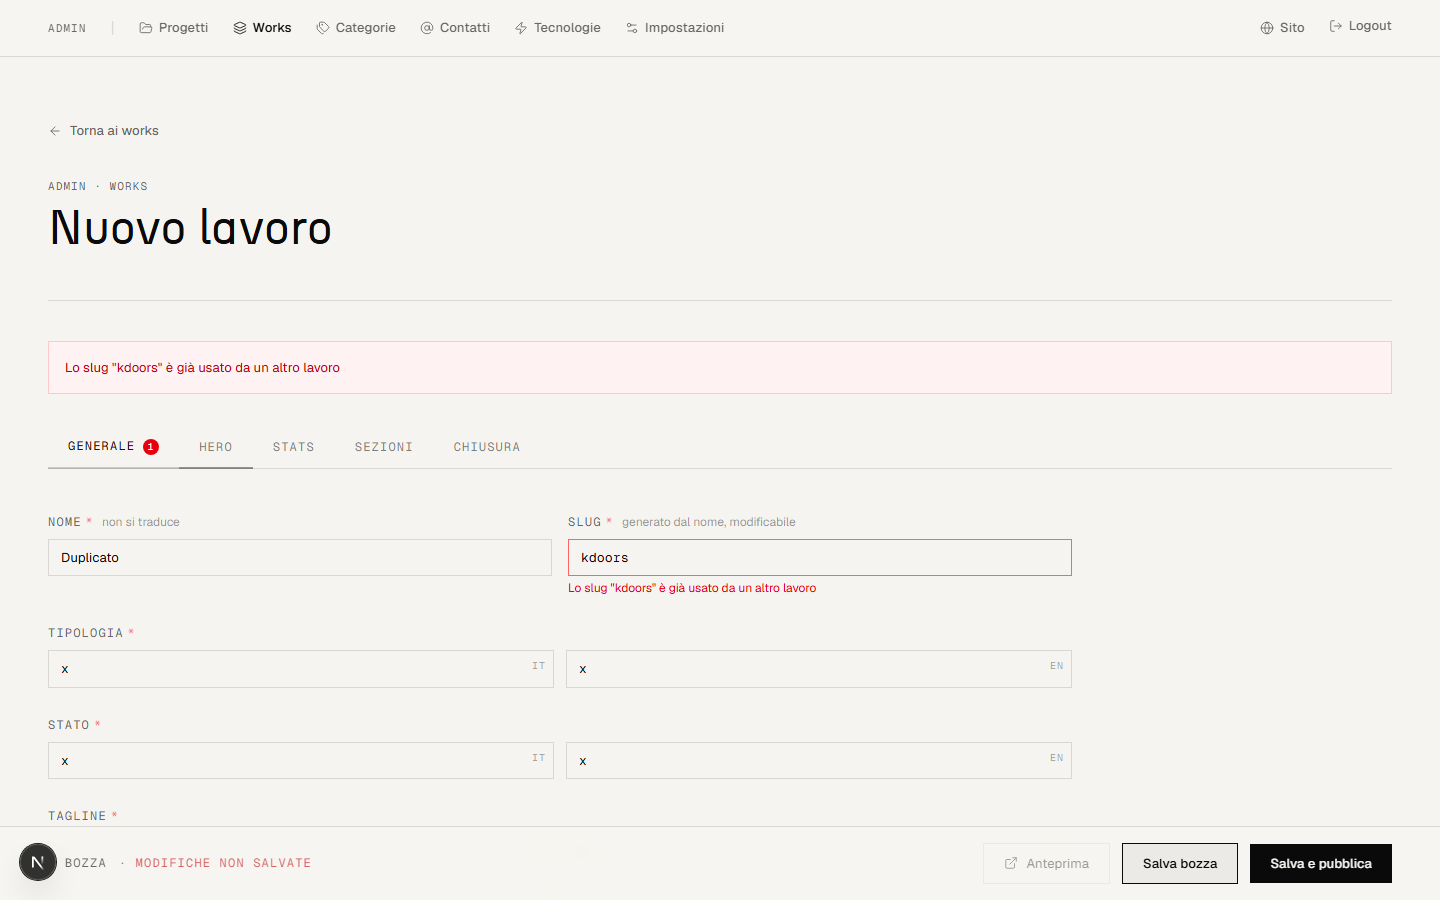 ADMIN Progetti Works Categorie Contatti Tecnologie Impostazioni Sito Logout
Torna ai works
ADMIN · WORKS
Nuovo lavoro
Lo slug "kdoors" è già usato da un altro lavoro
GENERALE 1 HERO STATS SEZIONI CHIUSURA
NOME * non si traduce SLUG * generato dal nome, modificabile
Duplicato kdoors
Lo slug "kdoors" è già usato da un altro lavoro
TIPOLOGIA *
x IT x EN
STATO *
x IT x EN
TAGLINE *
N BOZZA · MODIFICHE NON SALVATE Anteprima Salva bozza Salva e pubblica